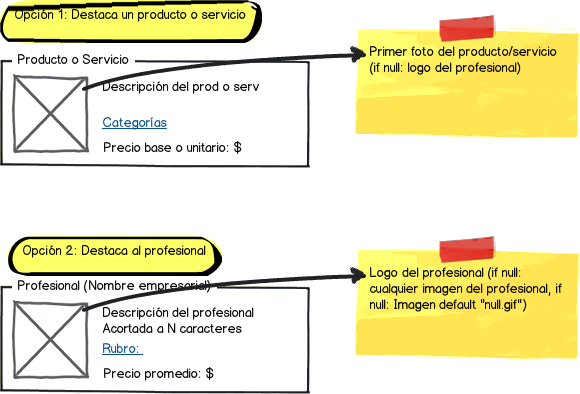 Opción 1: Destaca un producto o servicio
Producto o Servicio
Descripción del prod o serv
Categorías
Precio base o unitario: $
Primer foto del producto/servicio
(if null: logo del profesional)
Opción 2: Destaca al profesional
Profesional (Nombre empresarial)
Descripción del profesional
Acortada a N caracteres
Rubro:
Precio promedio: $
Logo del profesional (if null:
cualquier imagen del profesional, if
null: Imagen default "null.gif")